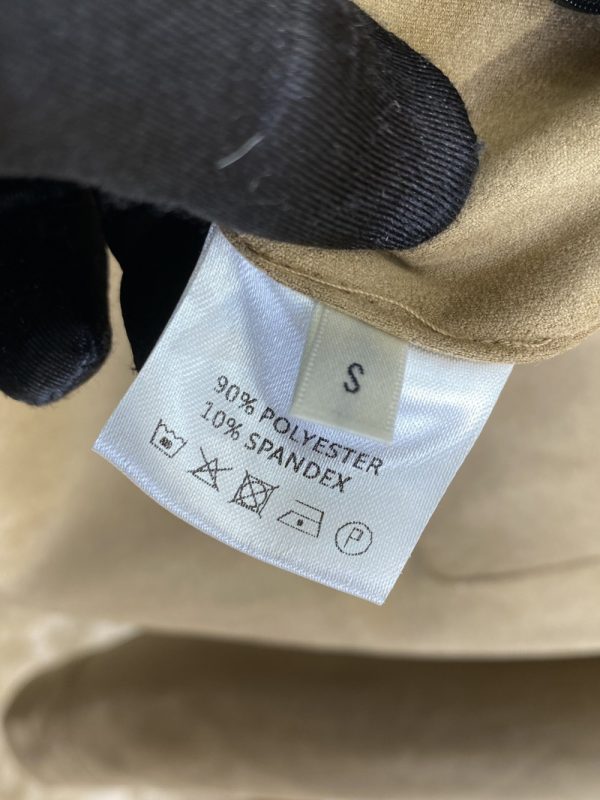 S
90% POLYESTER
10% SPANDEX
P